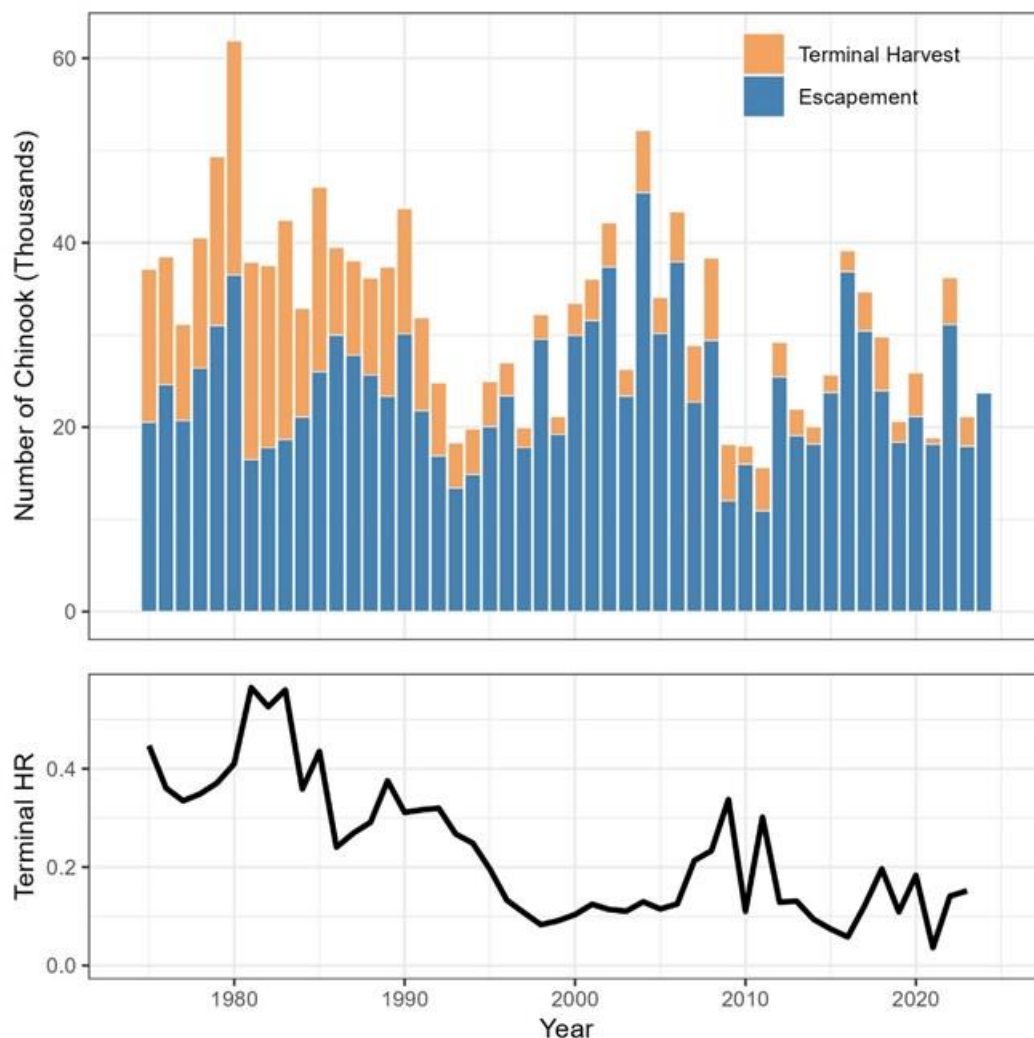 Number of Chinook (Thousands)
60
40
20
0
Terminal Harvest
Escapement
Terminal HR
0.4
0.2
0.0
1980
1990
2000
2010
2020
Year